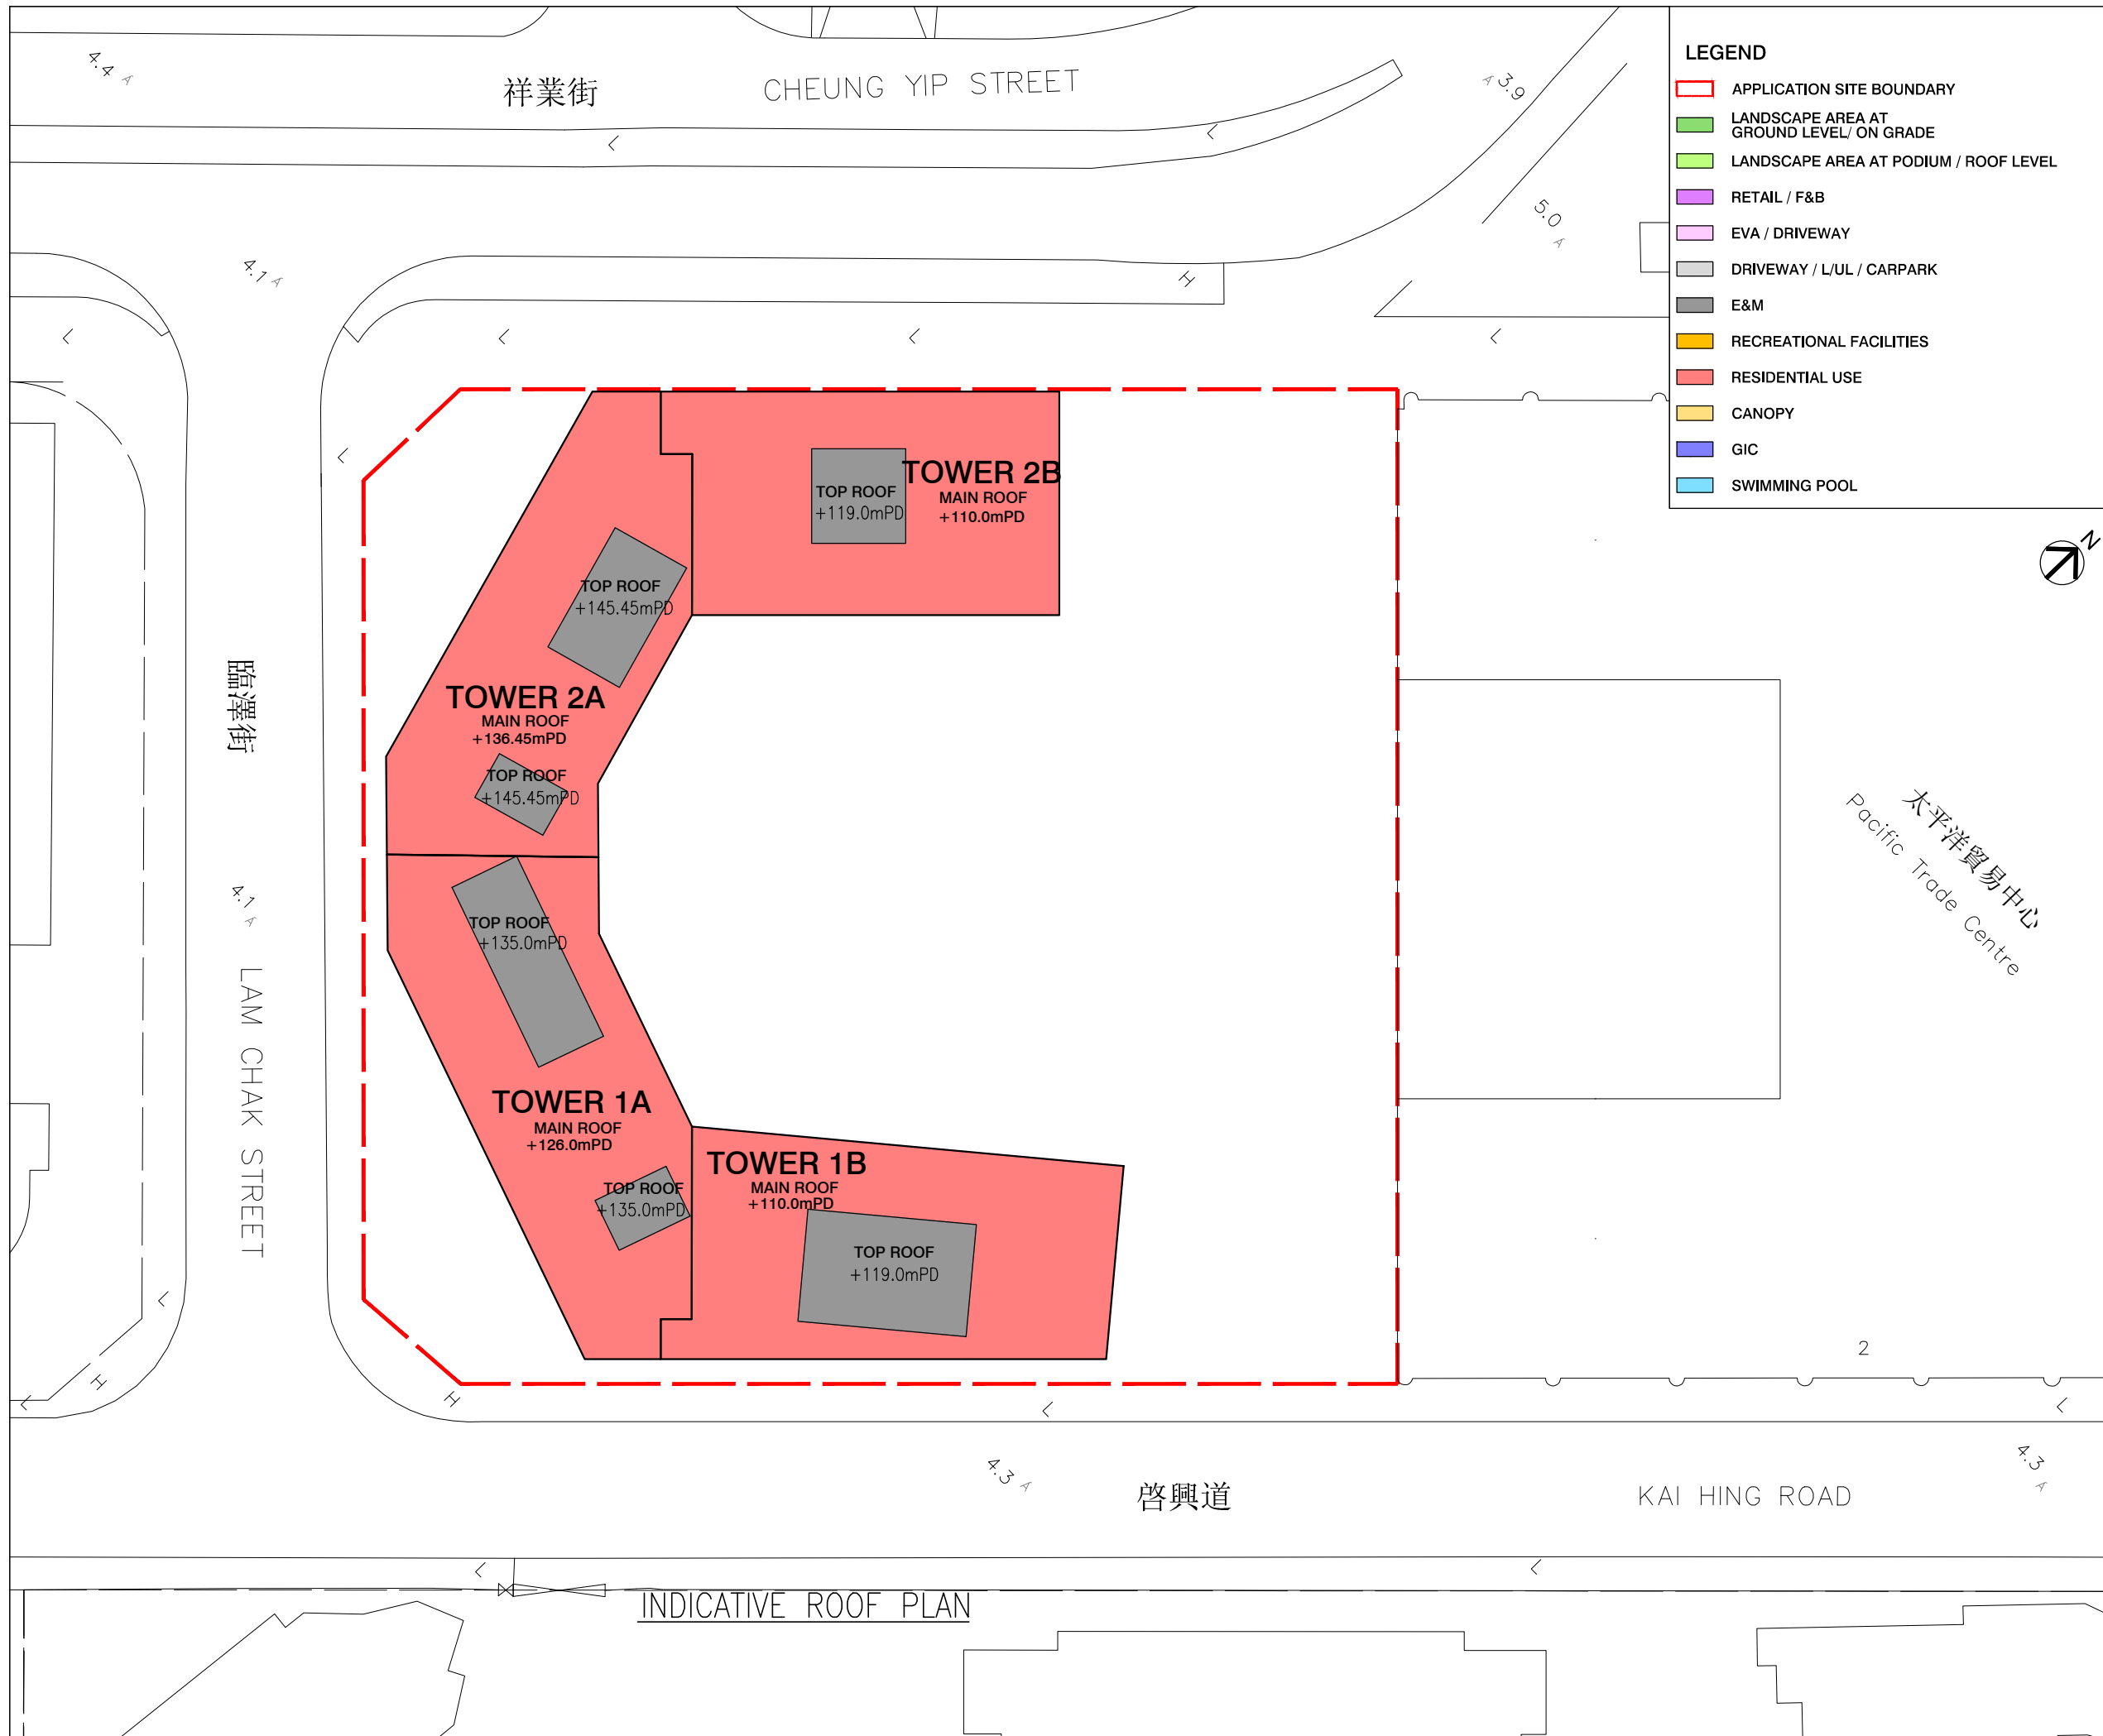 祥業街 CHEUNG YIP STREET
4.4
3.9
5.0
4.1
LEGEND
APPLICATION SITE BOUNDARY
LANDSCAPE AREA AT
GROUND LEVEL/ ON GRADE
LANDSCAPE AREA AT PODIUM / ROOF LEVEL
RETAIL / F&B
EVA / DRIVEWAY
DRIVEWAY / L/UL / CARPARK
E&M
RECREATIONAL FACILITIES
RESIDENTIAL USE
CANOPY
GIC
SWIMMING POOL
N
TOWER 2B
MAIN ROOF
+110.0mPD
TOP ROOF
+119.0mPD
TOP ROOF
+145.45mPD
TOWER 2A
MAIN ROOF
+136.45mPD
TOP ROOF
+145.45mPD
臨澤街
4.1
LAM CHAK STREET
TOP ROOF
+135.0mPD
TOWER 1A
MAIN ROOF
+126.0mPD
TOP ROOF
+135.0mPD
TOWER 1B
MAIN ROOF
+110.0mPD
TOP ROOF
+119.0mPD
太平洋貿易中心
Pacific Trade Centre
2
H
H
H
4.3
啓興道
KAI HING ROAD
4.3
INDICATIVE ROOF PLAN